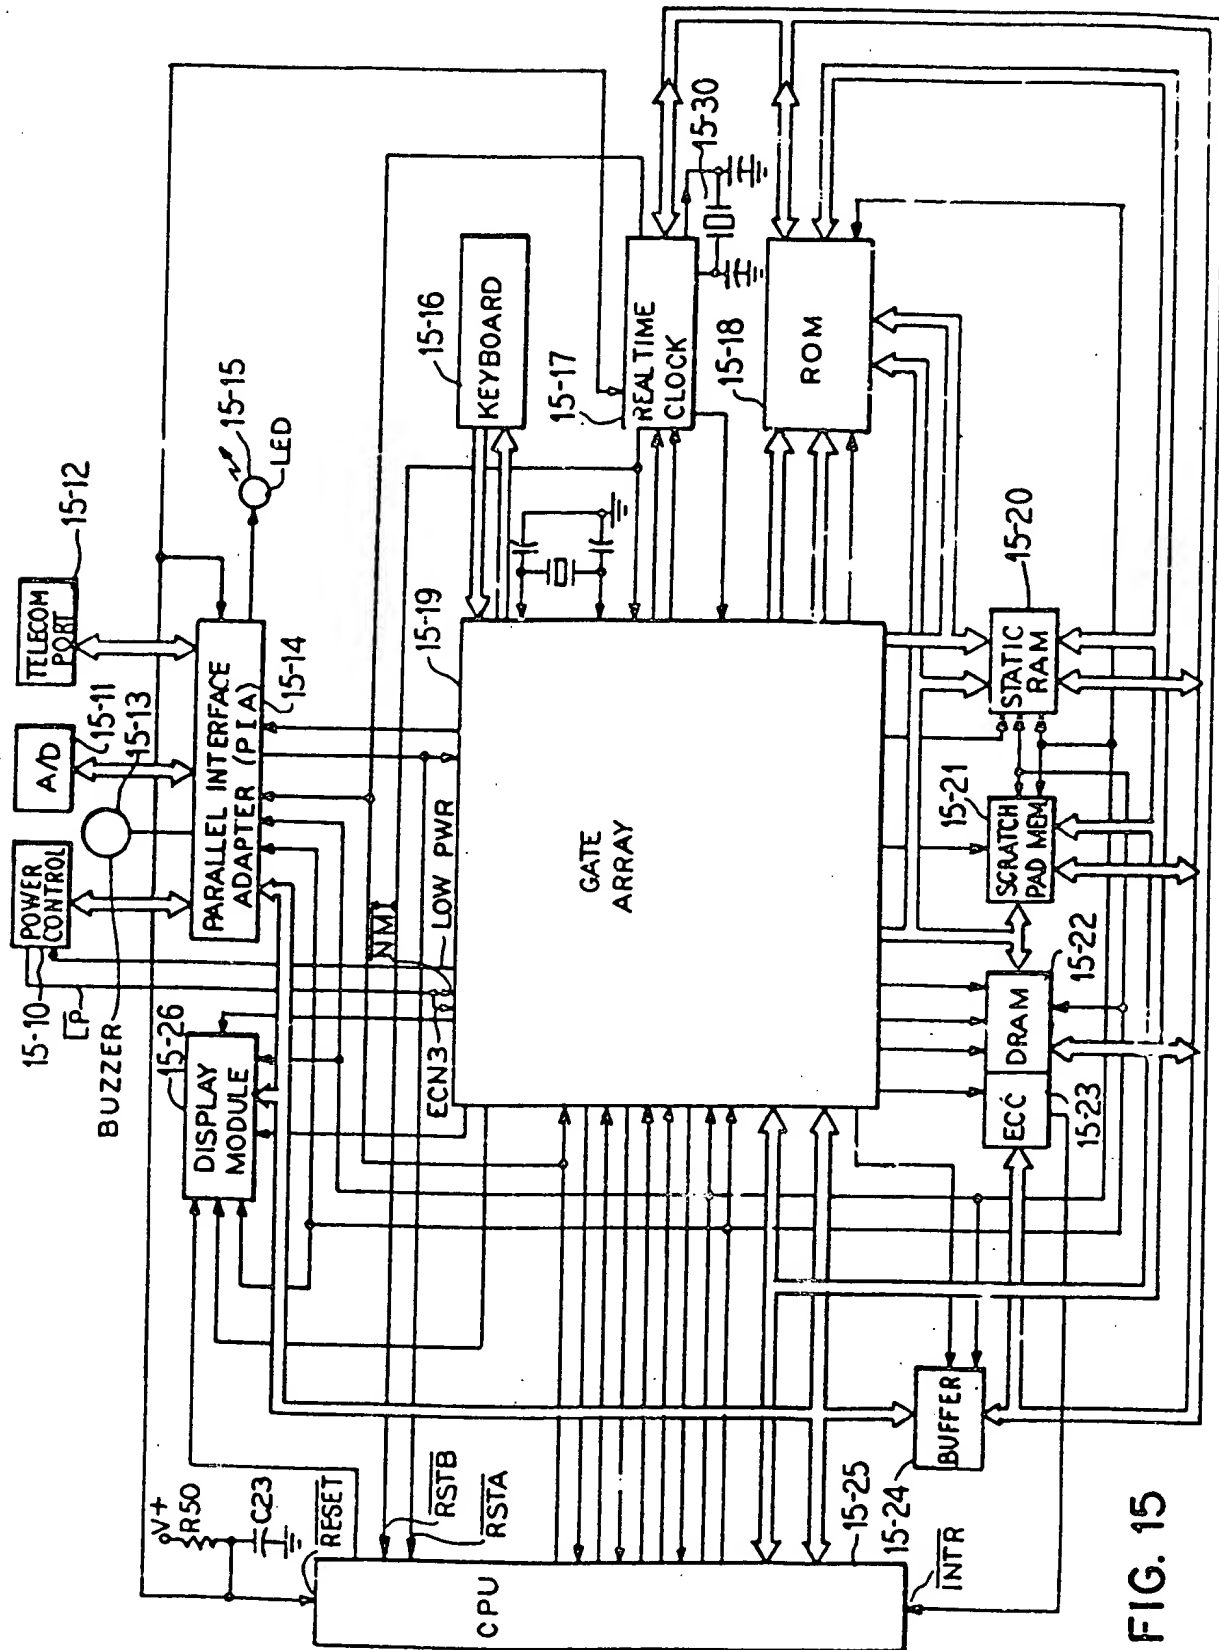 15-10
POWER
CONTROL
A/D
15-11
TELECOM
PORT
15-12
15-13
BUZZER
LP
15-26
DISPLAY
MODULE
PARALLEL INTERFACE
ADAPTER (PIA)
15-14
15-15
LED
V+
R50
C23
RESET
RSTB
RSTA
ECN3
NMI
LOW PWR
15-19
GATE
ARRAY
15-16
KEYBOARD
15-17
REALTIME
CLOCK
15-30
15-18
ROM
CPU
15-25
INTR
15-24
BUFFER
ECC
15-23
DRAM
15-22
15-21
SCRATCH
PAD MEM
STATIC
RAM
15-20
FIG. 15